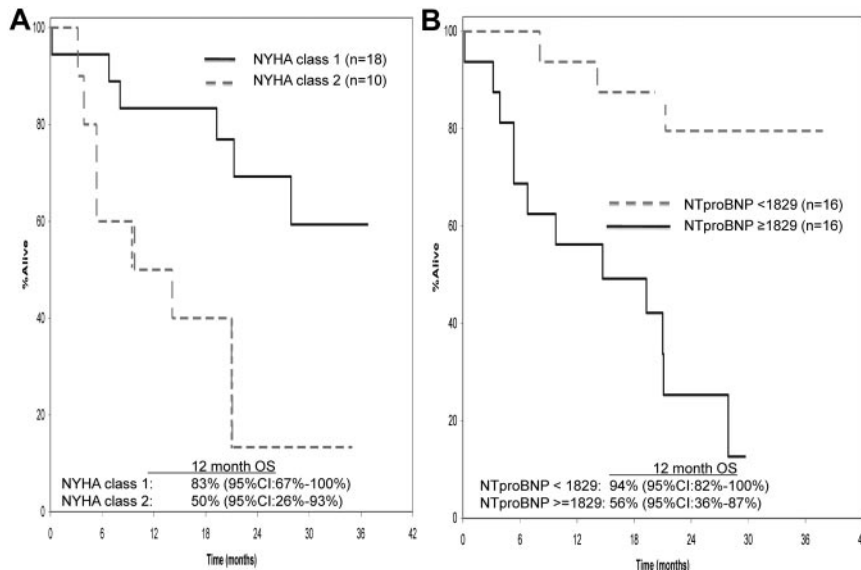 A
NYHA class 1 (n=18)
NYHA class 2 (n=10)
100
80
60
40
20
0
%Alive
12 month OS
NYHA class 1: 83% (95%CI:67%-100%)
NYHA class 2: 50% (95%CI:26%-93%)
0 6 12 18 24 30 36 42
Time (months)
B
100
80
60
40
20
0
%Alive
NTproBNP <1829 (n=16)
NTproBNP ≥1829 (n=16)
12 month OS
NTproBNP < 1829: 94% (95%CI:82%-100%)
NTproBNP >=1829: 56% (95%CI:36%-87%)
0 6 12 18 24 36
Time (months)